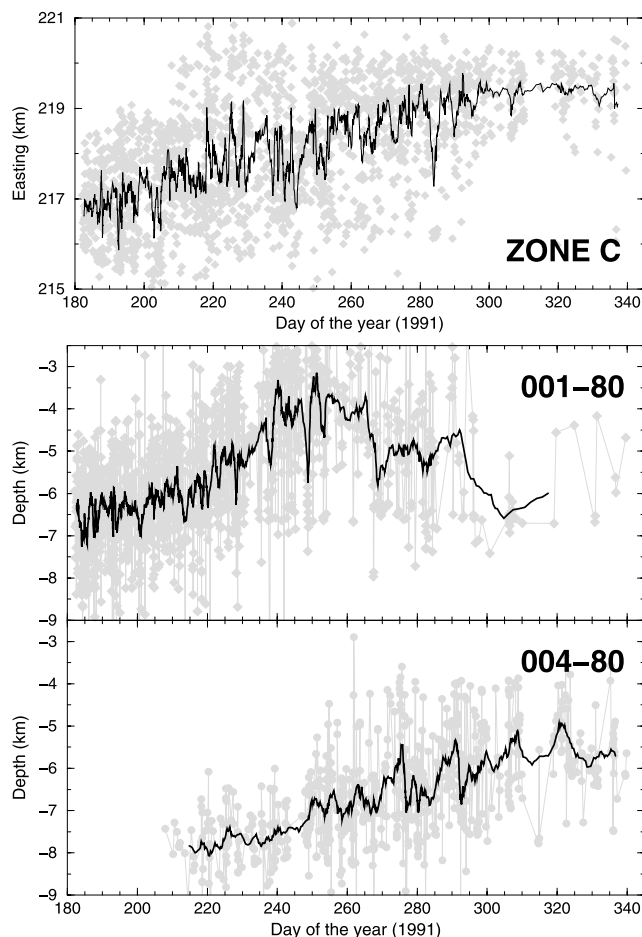 221
219
217
215
Easting (km)
ZONE C
180 200 220 240 260 280 300 320 340
Day of the year (1991)
−3
−4
−5
−6
−7
−8
−9
Depth (km)
001−80
−3
−4
−5
−6
−7
−8
−9
Depth (km)
004−80
180 200 220 240 260 280 300 320 340
Day of the year (1991)